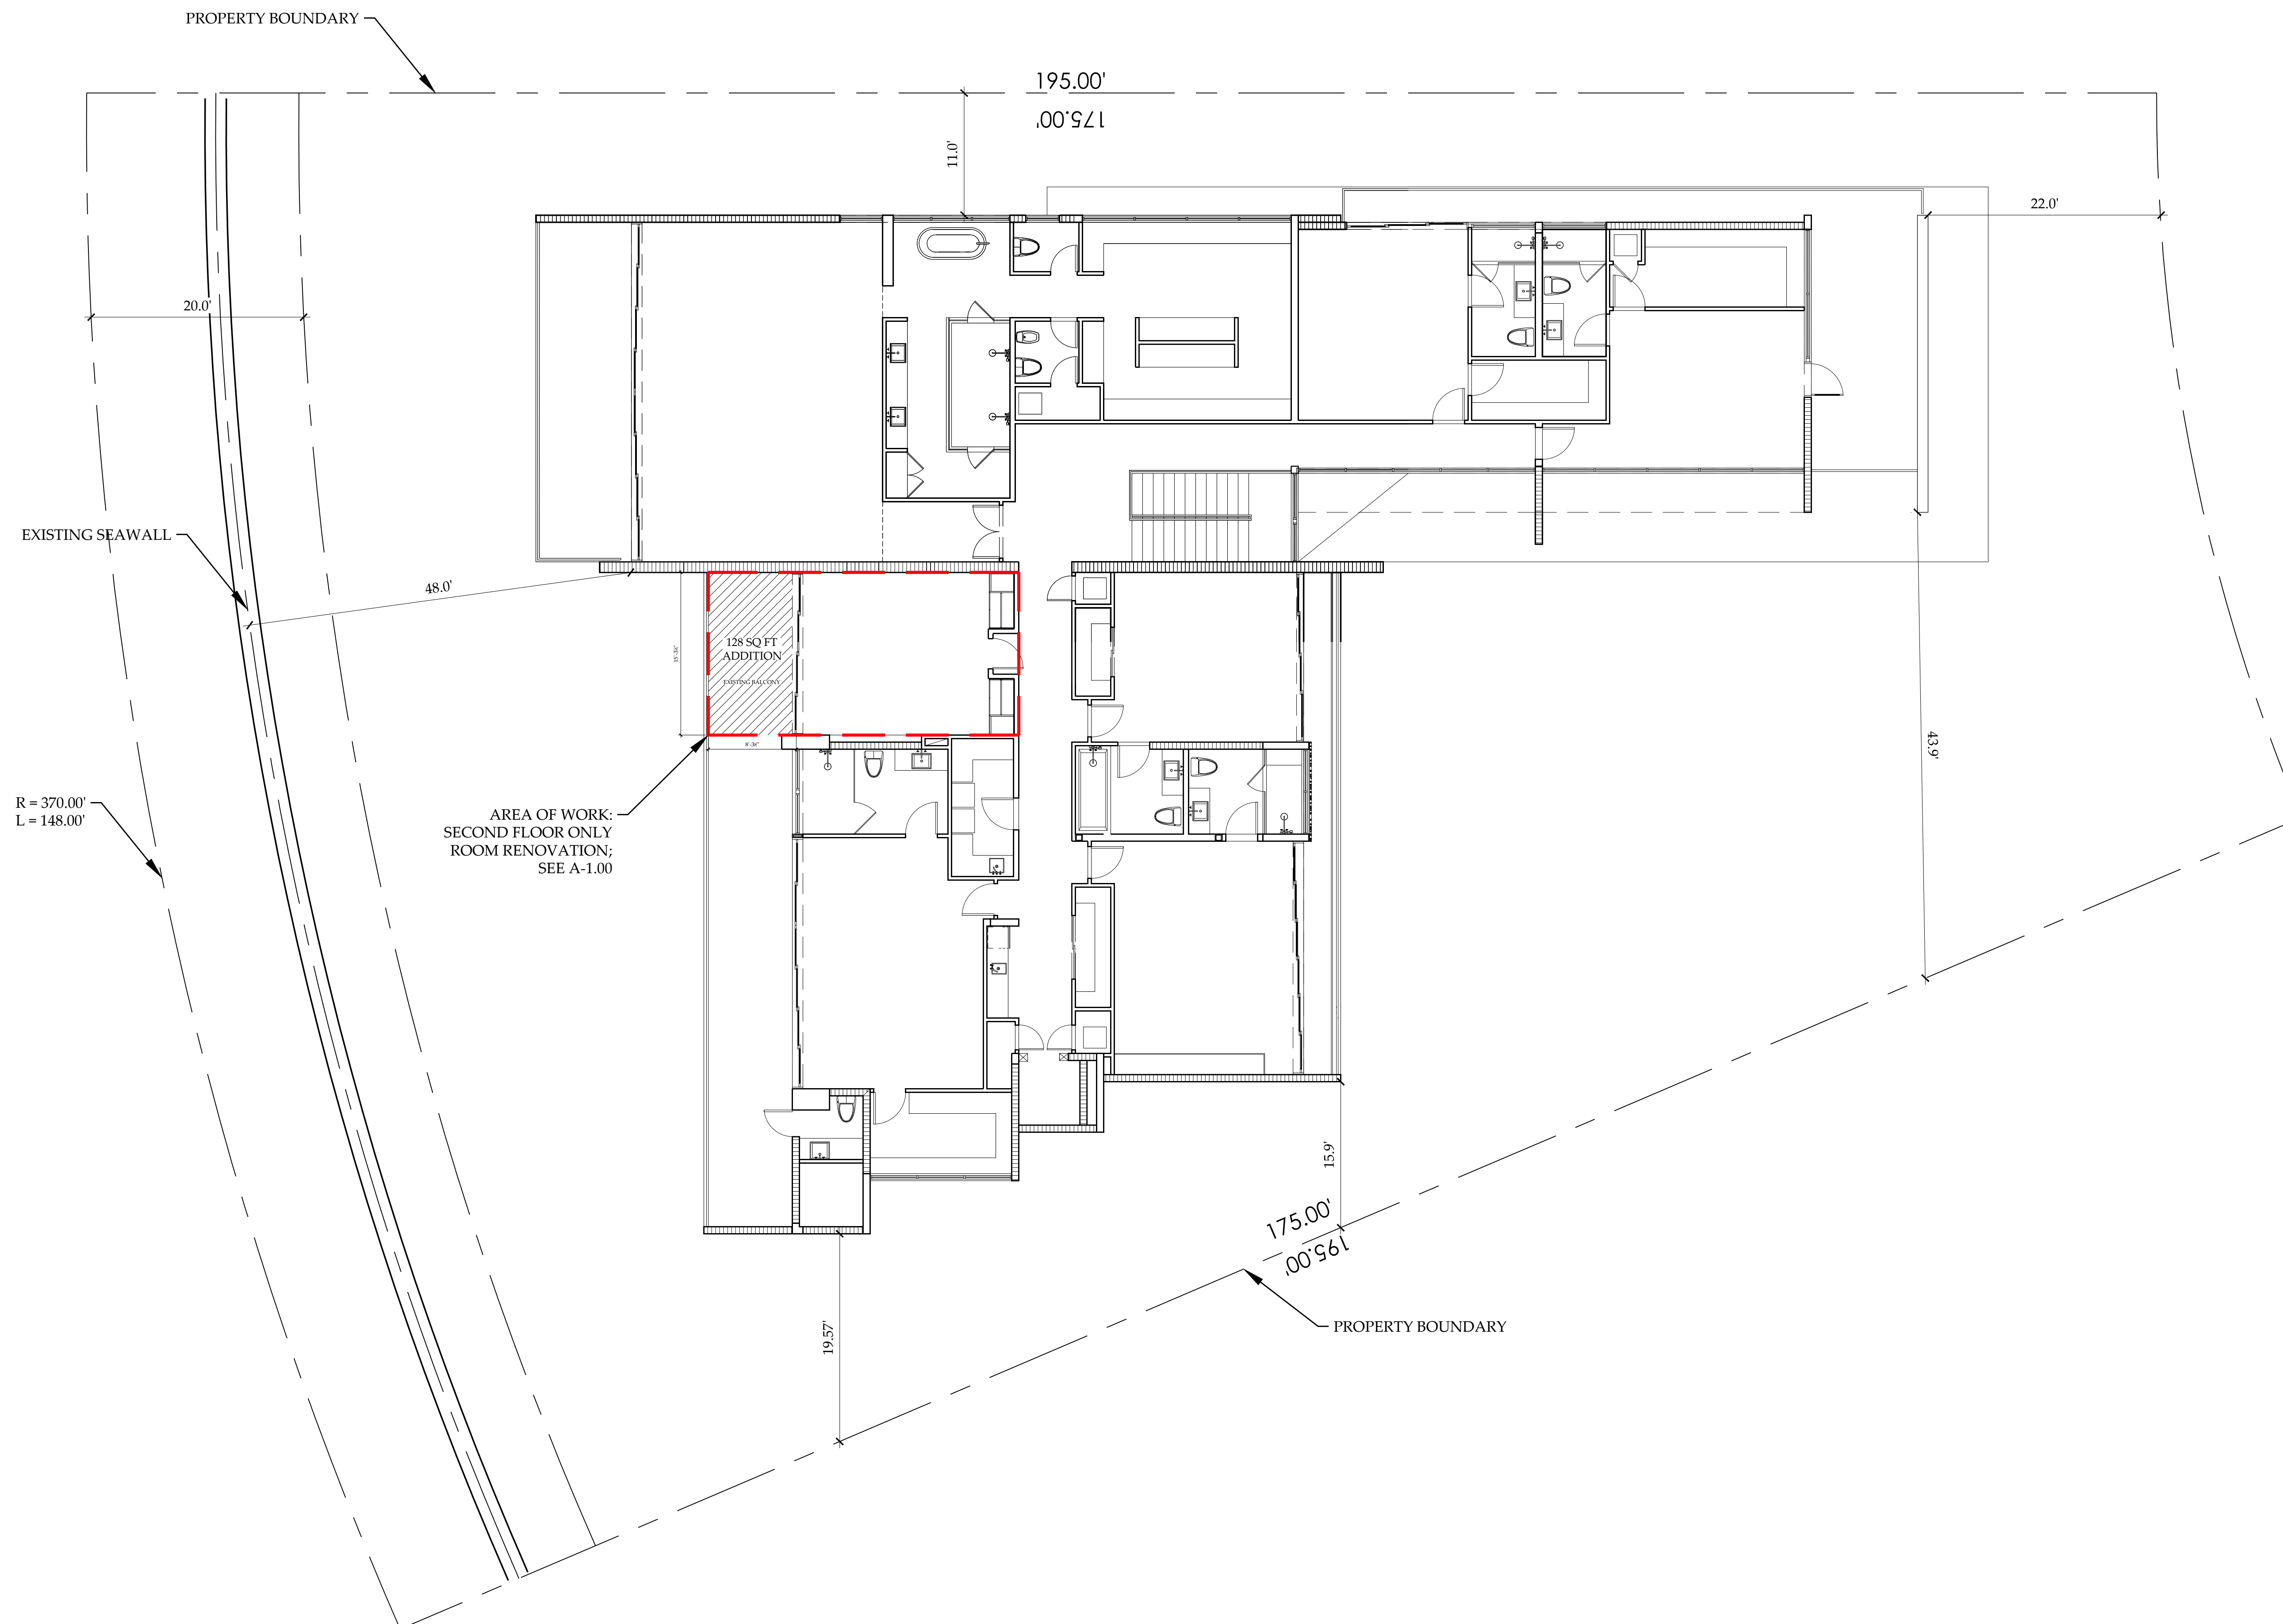 PROPERTY BOUNDARY
195.00'
175.00'
11.0'
22.0'
20.0'
EXISTING SEAWALL
48.0'
128 SQ FT
ADDITION
EXISTING BALCONY
43.9'
R = 370.00'
L = 148.00'
AREA OF WORK:
SECOND FLOOR ONLY
ROOM RENOVATION;
SEE A-1.00
15.9'
175.00'
195.00'
19.57'
PROPERTY BOUNDARY